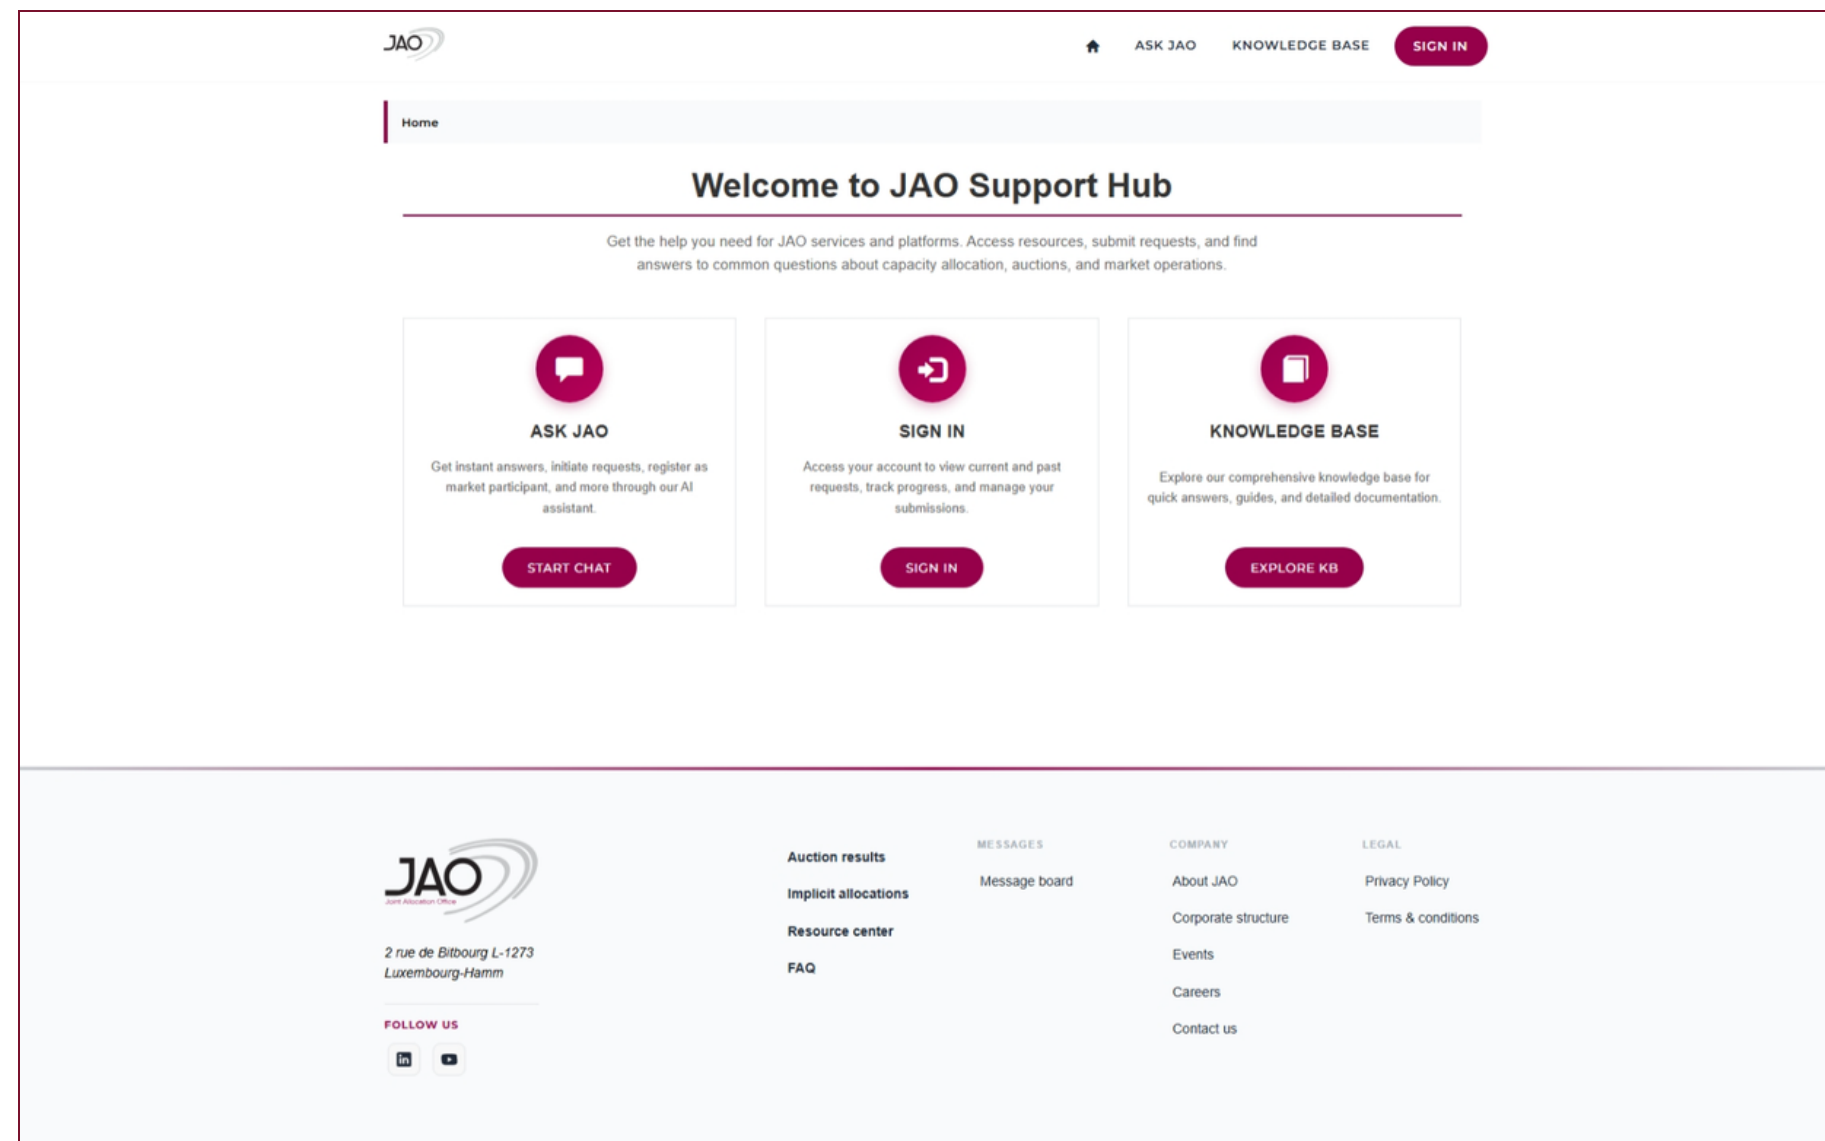 JAO
ASK JAO
KNOWLEDGE BASE
SIGN IN
Home
Welcome to JAO Support Hub
Get the help you need for JAO services and platforms. Access resources, submit requests, and find
answers to common questions about capacity allocation, auctions, and market operations.
ASK JAO
Get instant answers, initiate requests, register as
market participant, and more through our AI
assistant.
START CHAT
SIGN IN
Access your account to view current and past
requests, track progress, and manage your
submissions.
SIGN IN
KNOWLEDGE BASE
Explore our comprehensive knowledge base for
quick answers, guides, and detailed documentation.
EXPLORE KB
JAO
Joint Allocation Office
2 rue de Bitbourg L-1273
Luxembourg-Hamm
FOLLOW US
Auction results
Implicit allocations
Resource center
FAQ
MESSAGES
Message board
COMPANY
About JAO
Corporate structure
Events
Careers
Contact us
LEGAL
Privacy Policy
Terms & conditions